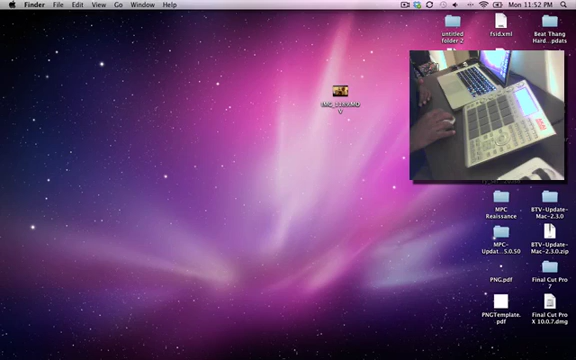 Finder File Edit View Go Window Help
Mon 11:52 PM
untitled
folder 2
fsid.xml
Beat Thang
Hard...pdats
MPC
Reaissance
BTV-Update-
Mac-2.3.0
MPC-
Updat...5.0.50
BTV-Update-
Mac-2.3.0.zip
PNG.pdf
Final Cut Pro
7
PNGTemplate.
pdf
Final Cut Pro
X 10.0.7.dmg